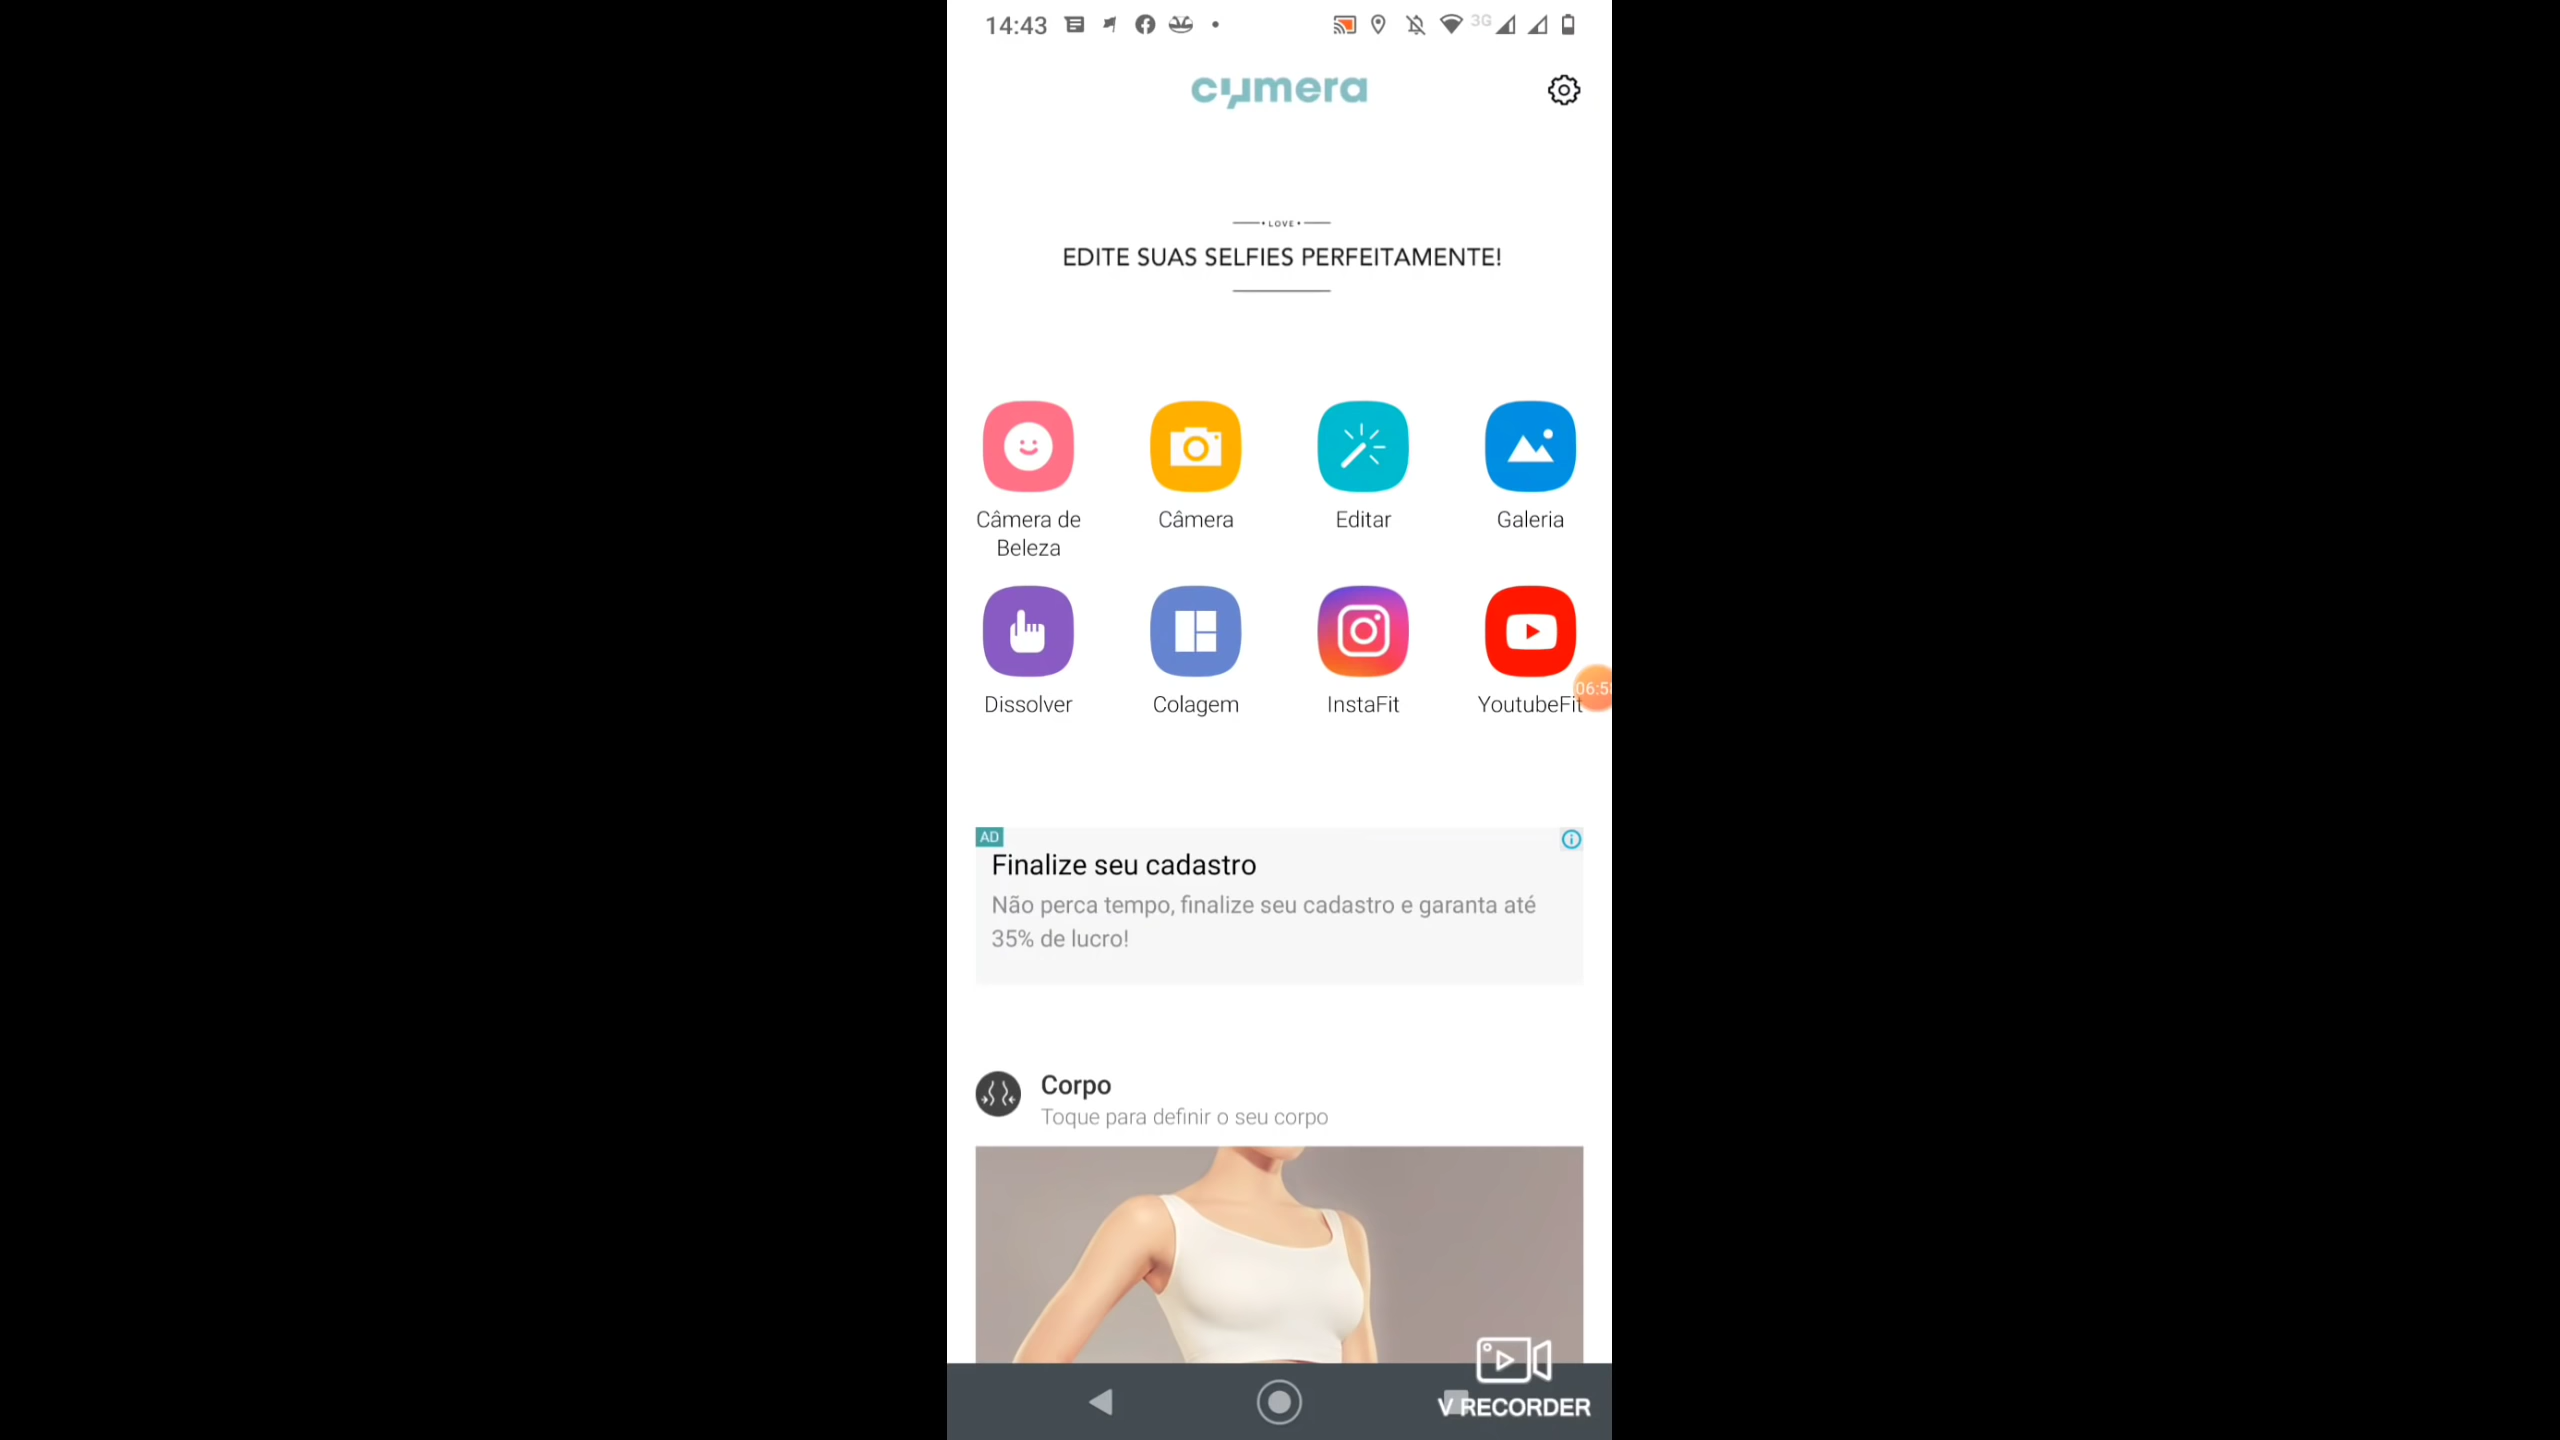 14:43
3G
cymera
LOVE
EDITE SUAS SELFIES PERFEITAMENTE!
Câmera de
Beleza
Câmera
Editar
Galeria
Dissolver
Colagem
InstaFit
YoutubeFit
AD
Finalize seu cadastro
Não perca tempo, finalize seu cadastro e garanta até
35% de lucro!
Corpo
Toque para definir o seu corpo
V RECORDER